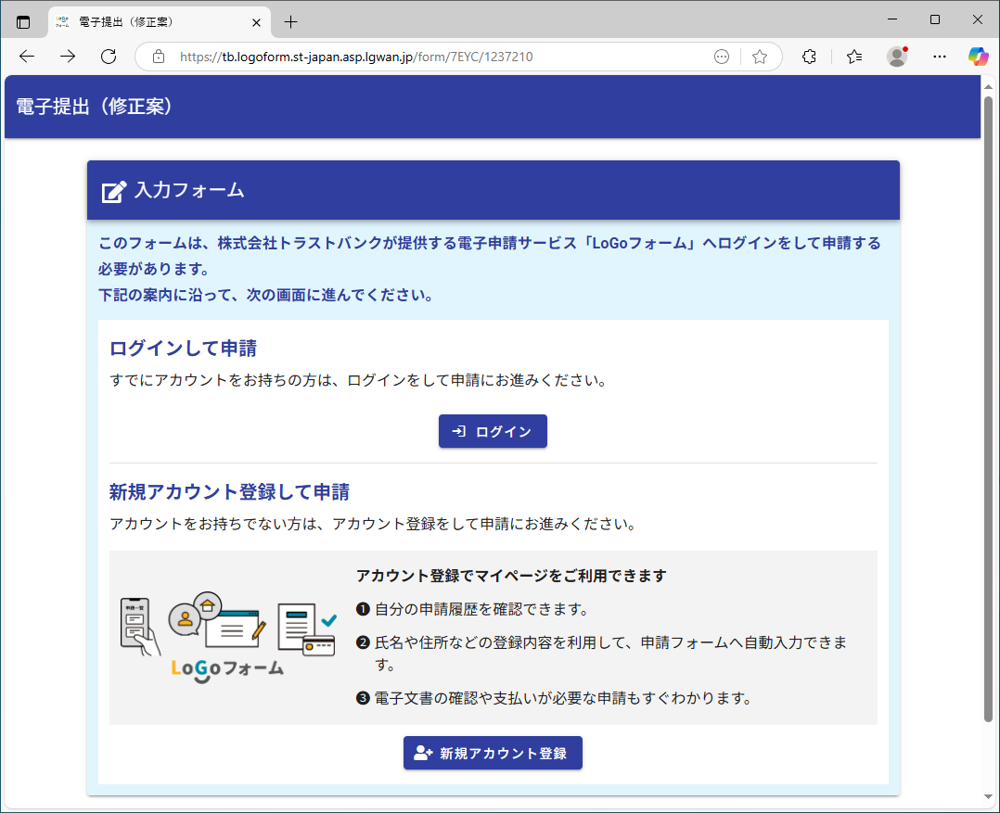 電子提出（修正案）
https://tb.logoform.st-japan.asp.lgwan.jp/form/7EYC/1237210
電子提出（修正案）
入力フォーム
このフォームは、株式会社トラストバンクが提供する電子申請サービス「LoGoフォーム」へログインをして申請する
必要があります。
下記の案内に沿って、次の画面に進んでください。
ログインして申請
すでにアカウントをお持ちの方は、ログインをして申請にお進みください。
ログイン
新規アカウント登録して申請
アカウントをお持ちでない方は、アカウント登録をして申請にお進みください。
アカウント登録でマイページをご利用できます
❶ 自分の申請履歴を確認できます。
❷ 氏名や住所などの登録内容を利用して、申請フォームへ自動入力できま
す。
❸ 電子文書の確認や支払いが必要な申請もすぐわかります。
申請一覧
LoGoフォーム
新規アカウント登録